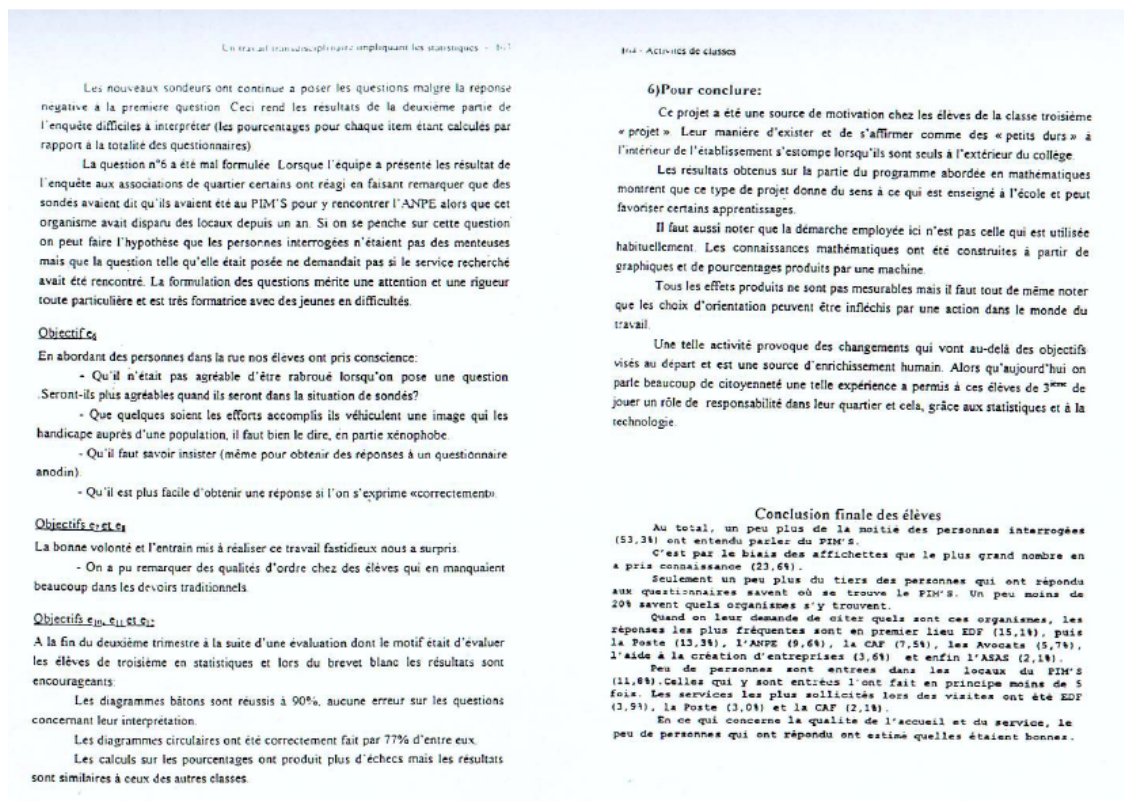 Un travail transdisciplinaire impliquant les statistiques -
Les nouveaux sondeurs ont continue a poser les questions malgre la reponse
negative a la premiere question Ceci rend les résultats de la deuxième partie de
l'enquête difficiles à interpréter (les pourcentages pour chaque item étant calculés par
rapport à la totalité des questionnaires)
La question n°6 a été mal formulée Lorsque l'équipe a présenté les résultat de
l'enquête aux associations de quartier certains ont réagi en faisant remarquer que des
sondés avaient dit qu'ils avaient été au PIM'S pour y rencontrer l'ANPE alors que cet
organisme avait disparu des locaux depuis un an. Si on se penche sur cette question
on peut faire l'hypothèse que les personnes interrogées n'étaient pas des menteuses
mais que la question telle qu'elle était posée ne demandait pas si le service recherché
avait été rencontré. La formulation des questions mérite une attention et une rigueur
toute particulière et est très formatrice avec des jeunes en difficultés.
Objectif e6
En abordant des personnes dans la rue nos élèves ont pris conscience:
- Qu'il n'était pas agréable d'être rabroué lorsqu'on pose une question
.Seront-ils plus agréables quand ils seront dans la situation de sondés?
- Que quelques soient les efforts accomplis ils véhiculent une image qui les
handicape auprès d'une population, il faut bien le dire, en partie xénophobe.
- Qu'il faut savoir insister (même pour obtenir des réponses à un questionnaire
anodin).
- Qu'il est plus facile d'obtenir une réponse si l'on s'exprime «correctement».
Objectifs e7 et e8
La bonne volonté et l'entrain mis à réaliser ce travail fastidieux nous a surpris.
- On a pu remarquer des qualités d'ordre chez des élèves qui en manquaient
beaucoup dans les devoirs traditionnels.
Objectifs e10, e11 et e12
A la fin du deuxième trimestre à la suite d'une évaluation dont le motif était d'évaluer
les élèves de troisième en statistiques et lors du brevet blanc les résultats sont
encourageants:
Les diagrammes bâtons sont réussis à 90%, aucune erreur sur les questions
concernant leur interprétation.
Les diagrammes circulaires ont été correctement fait par 77% d'entre eux.
Les calculs sur les pourcentages ont produit plus d'échecs mais les résultats
sont similaires à ceux des autres classes.
164 - Activités de classes
6)Pour conclure:
Ce projet a été une source de motivation chez les élèves de la classe troisième
« projet ». Leur manière d'exister et de s'affirmer comme des « petits durs » à
l'intérieur de l'établissement s'estompe lorsqu'ils sont seuls à l'extérieur du collège.
Les résultats obtenus sur la partie du programme abordée en mathématiques
montrent que ce type de projet donne du sens à ce qui est enseigné à l'école et peut
favoriser certains apprentissages.
Il faut aussi noter que la démarche employée ici n'est pas celle qui est utilisée
habituellement. Les connaissances mathématiques ont été construites à partir de
graphiques et de pourcentages produits par une machine.
Tous les effets produits ne sont pas mesurables mais il faut tout de même noter
que les choix d'orientation peuvent être infléchis par une action dans le monde du
travail.
Une telle activité provoque des changements qui vont au-delà des objectifs
visés au départ et est une source d'enrichissement humain. Alors qu'aujourd'hui on
parle beaucoup de citoyenneté une telle expérience a permis à ces élèves de 3ème de
jouer un rôle de responsabilité dans leur quartier et cela, grâce aux statistiques et à la
technologie.
Conclusion finale des élèves
Au total, un peu plus de la moitié des personnes interrogées
(53,3%) ont entendu parler du PIM'S.
C'est par le biais des affichettes que le plus grand nombre en
a pris connaissance (23,6%).
Seulement un peu plus du tiers des personnes qui ont répondu
aux questionnaires savent où se trouve le PIM'S. Un peu moins de
20% savent quels organismes s'y trouvent.
Quand on leur demande de citer quels sont ces organismes, les
réponses les plus fréquentes sont en premier lieu EDF (15,1%), puis
la Poste (13,3%), l'ANPE (9,6%), la CAF (7,5%), les Avocats (5,7%),
l'aide à la création d'entreprises (3,6%) et enfin l'ASAS (2,1%).
Peu de personnes sont entrees dans les locaux du PIM'S
(11,8%).Celles qui y sont entrées l'ont fait en principe moins de 5
fois. Les services les plus sollicités lors des visites ont été EDF
(3,9%), la Poste (3,0%) et la CAF (2,1%).
En ce qui concerne la qualite de l'accueil et du service, le
peu de personnes qui ont répondu ont estimé quelles étaient bonnes.